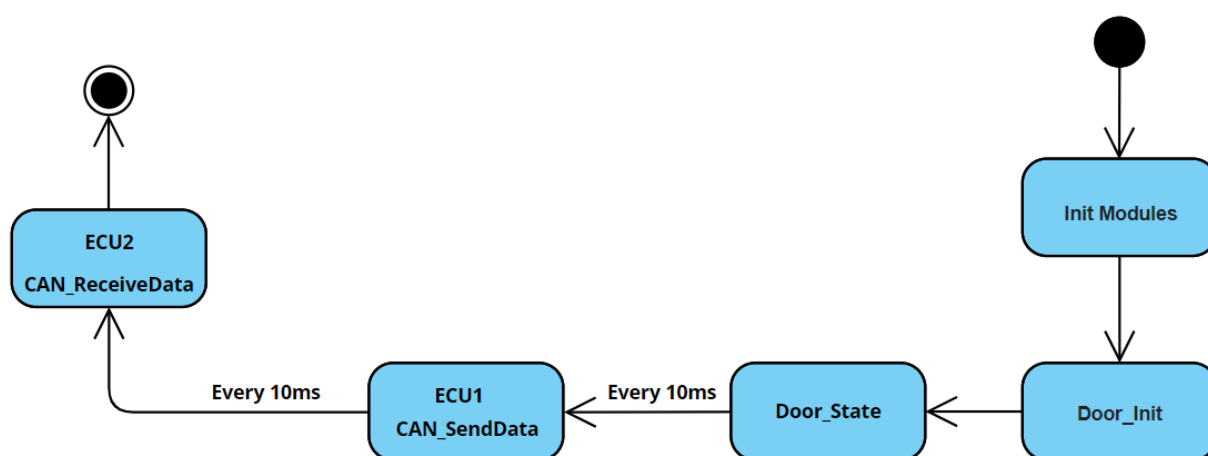 Init Modules
ECU2
CAN_ReceiveData
Every 10ms
ECU1
CAN_SendData
Every 10ms
Door_State
Door_Init